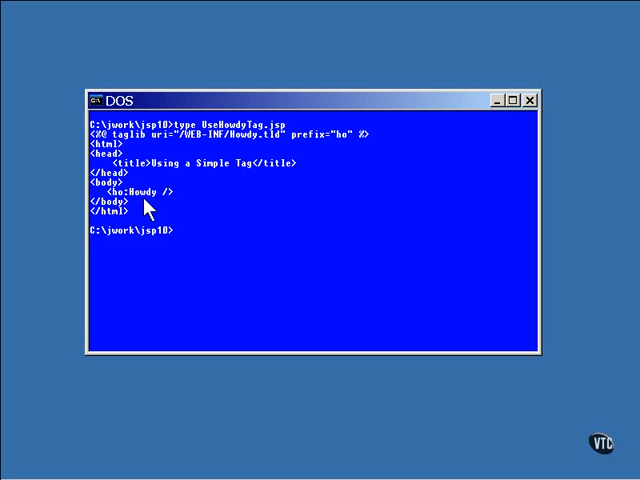 DOS
C:\jwork\jsp10>type UseHowdyTag.jsp
<%@ taglib uri="/WEB-INF/Howdy.tld" prefix="ho" %>
<html>
<head>
    <title>Using a Simple Tag</title>
</head>
<body>
   <ho:Howdy />
</body>
</html>
C:\jwork\jsp10>
VTC